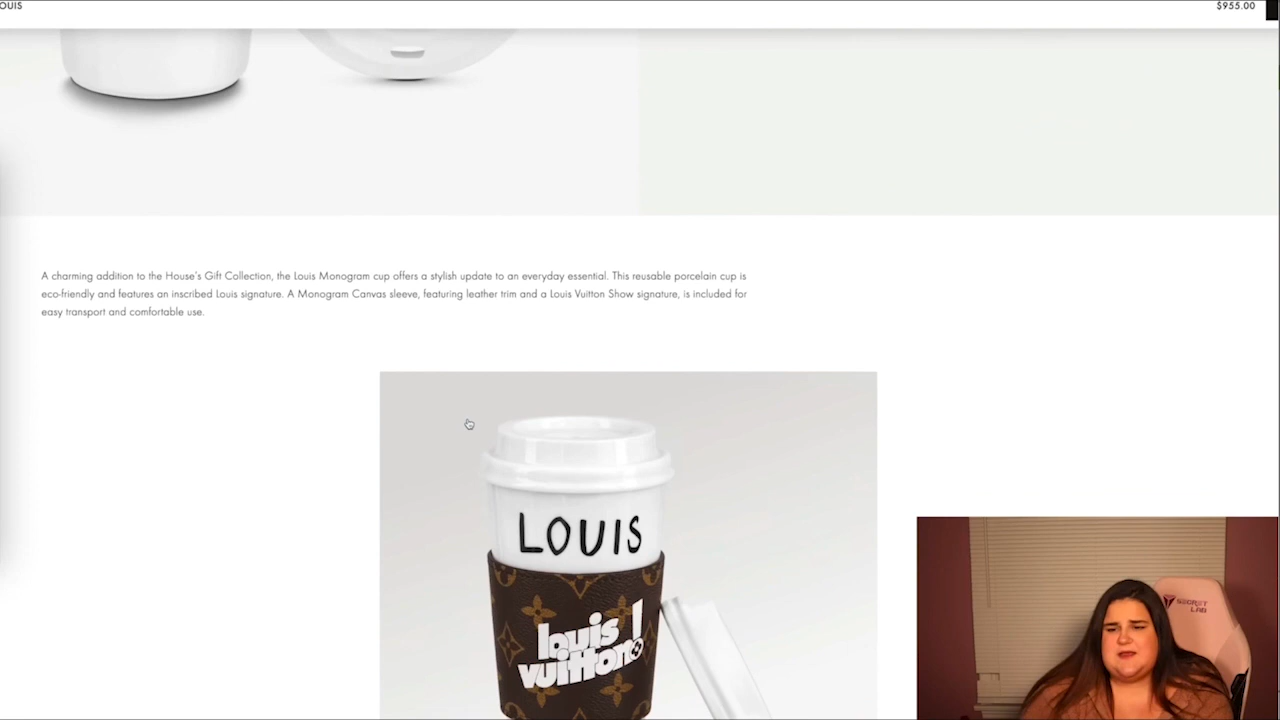 OUIS
$955.00
A charming addition to the House's Gift Collection, the Louis Monogram cup offers a stylish update to an everyday essential. This reusable porcelain cup is
eco-friendly and features an inscribed Louis signature. A Monogram Canvas sleeve, featuring leather trim and a Louis Vuitton Show signature, is included for
easy transport and comfortable use.
LOUIS
louis !
vuitton
SECRET
LAB